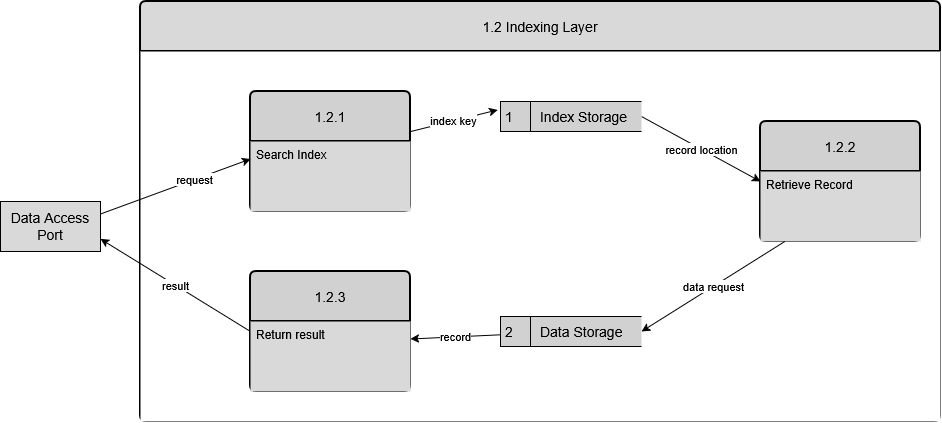 1.2 Indexing Layer
1.2.1
Search Index
index key
1
Index Storage
record location
1.2.2
Retrieve Record
request
Data Access
Port
result
1.2.3
Return result
record
2
Data Storage
data request